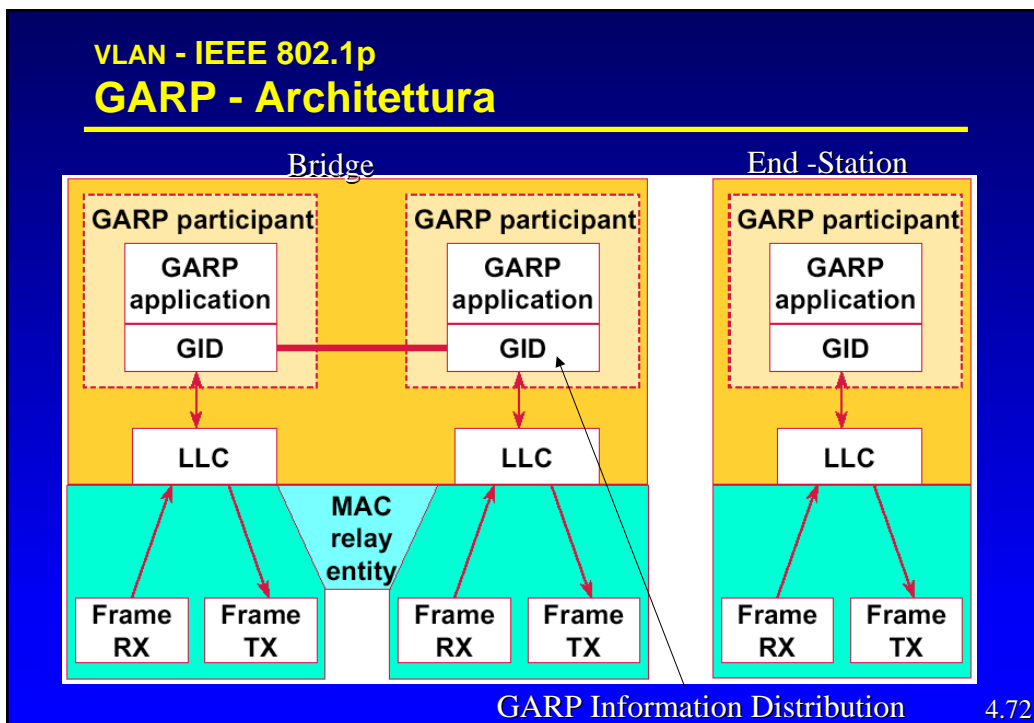 VLAN - IEEE 802.1p
GARP - Architettura
Bridge
End -Station
GARP participant
GARP
application
GID
LLC
GARP participant
GARP
application
GID
LLC
GARP participant
GARP
application
GID
LLC
MAC
relay
entity
Frame
RX
Frame
TX
Frame
RX
Frame
TX
Frame
RX
Frame
TX
GARP Information Distribution
4.72